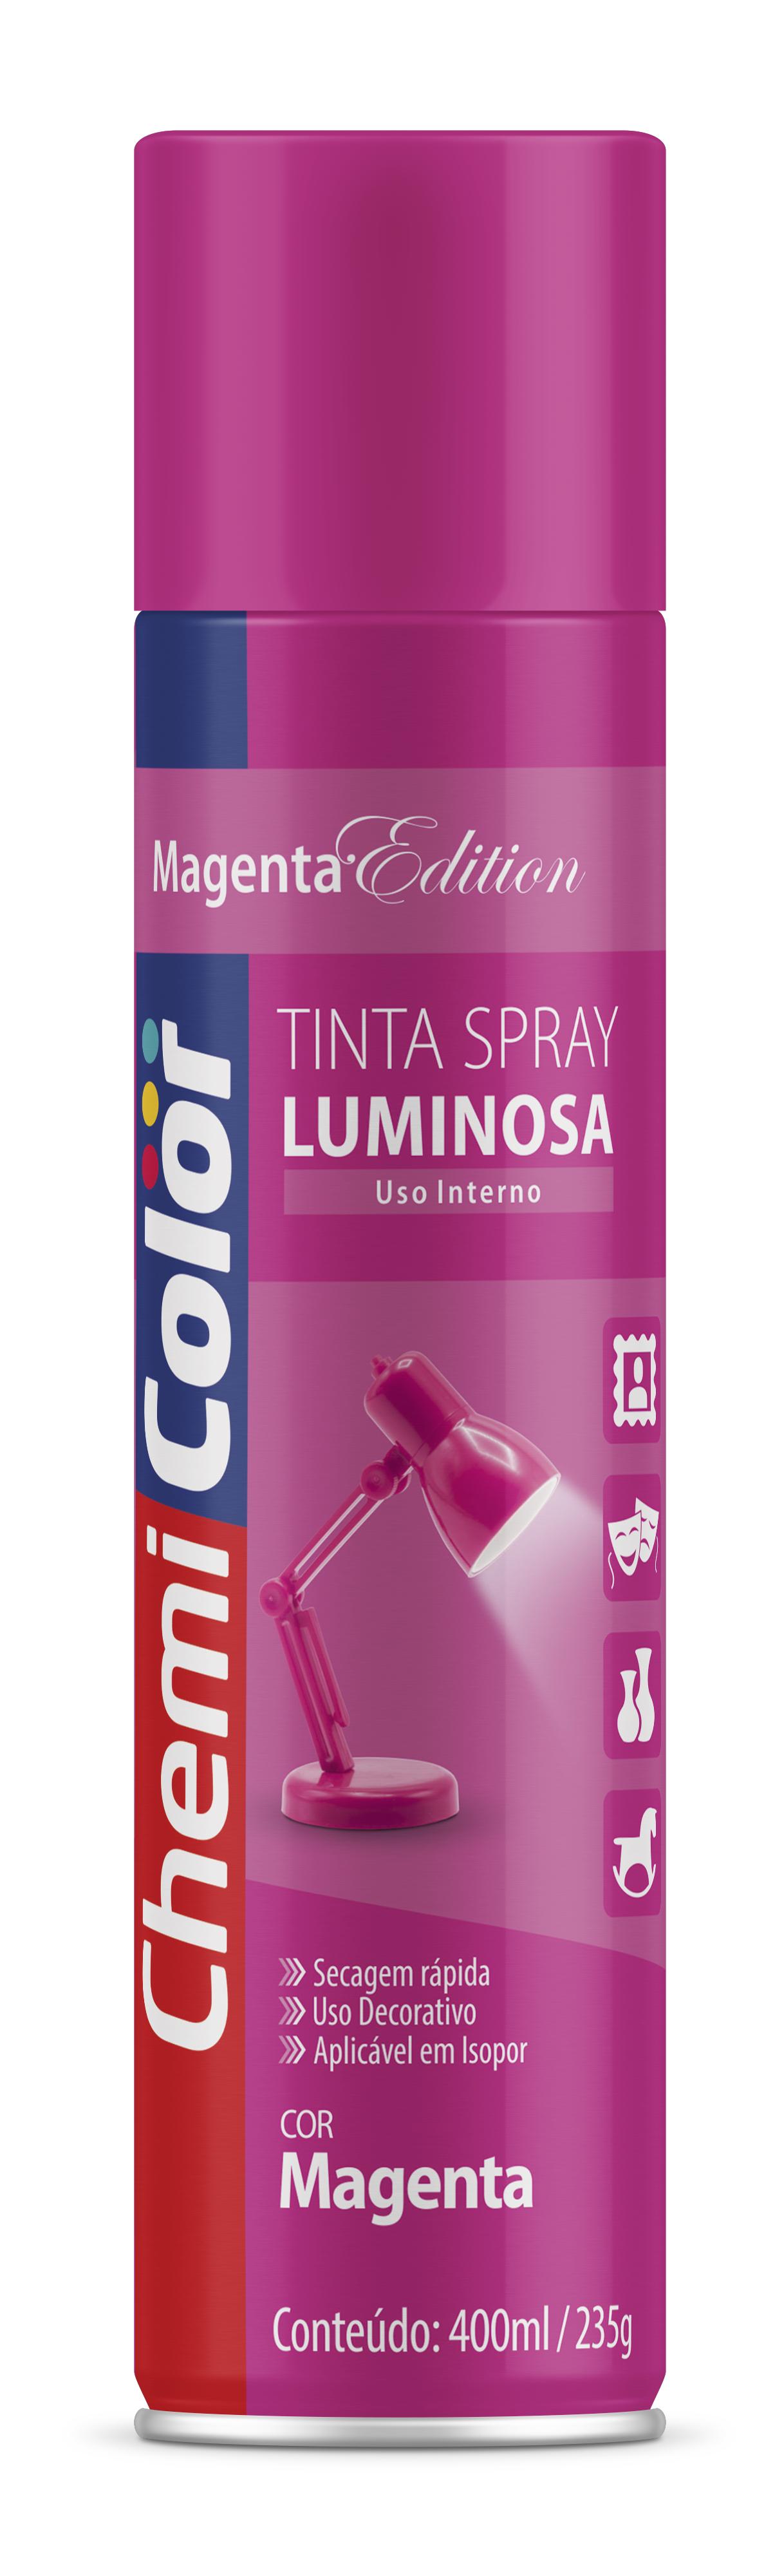 Magenta Edition
ChemiColor
TINTA SPRAY
LUMINOSA
Uso Interno
Secagem rápida
Uso Decorativo
Aplicável em Isopor
COR
Magenta
Conteúdo: 400ml / 235g